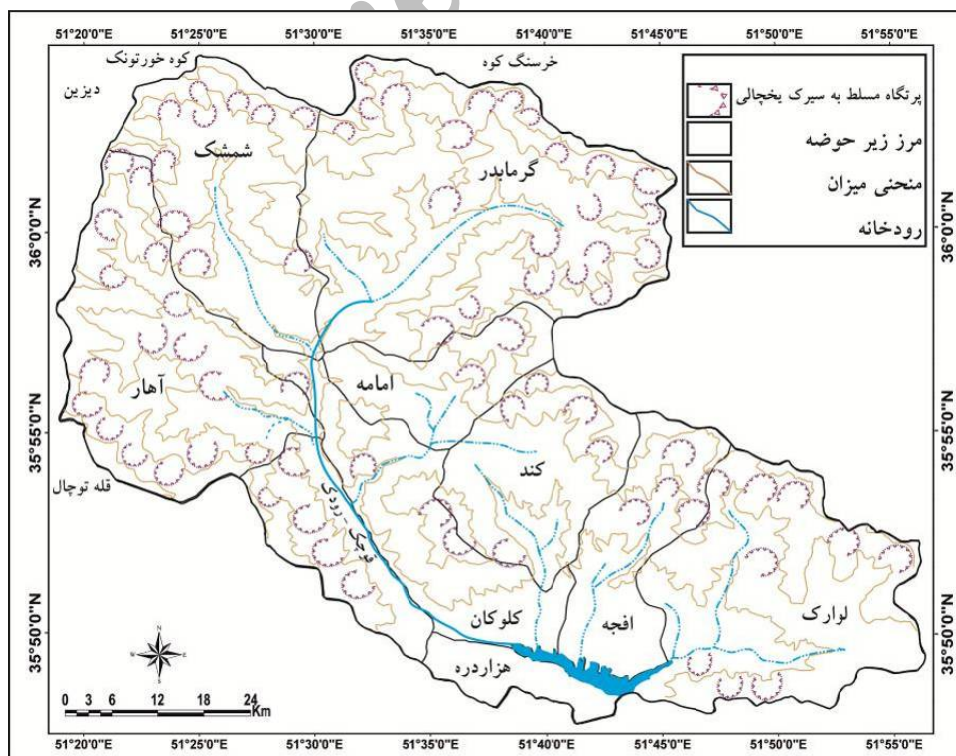 51°20'0"E 51°25'0"E 51°30'0"E 51°35'0"E 51°40'0"E 51°45'0"E 51°50'0"E 51°55'0"E
کوه خورتونک
خرسنگ کوه
دیزین
پرتگاه مسلط به سیرک یخچالی
مرز زیر حوضه
منحنی میزان
رودخانه
شمشک
گرمابدر
36°0'0"N 36°0'0"N
آهار
امامه
35°55'0"N 35°55'0"N
کند
قله توچال
رودک - قوچک
لوارک
کلوکان
افجه
35°50'0"N 35°50'0"N
هزاردره
N
W E
S
0 3 6 12 18 24
Km
51°20'0"E 51°25'0"E 51°30'0"E 51°35'0"E 51°40'0"E 51°45'0"E 51°50'0"E 51°55'0"E